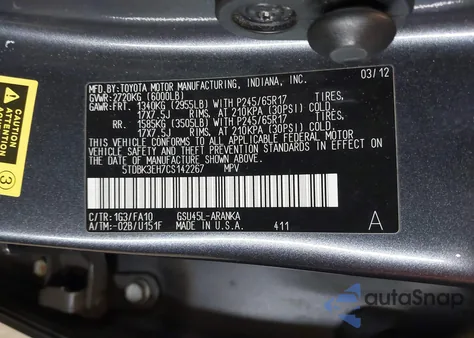 MFD.BY:TOYOTA MOTOR MANUFACTURING, INDIANA, INC. 03/12
GVWR:2720KG (6000LB)
GAWR:FRT. 1340KG (2955LB) WITH P245/65R17 TIRES,
17X7.5J RIMS, AT 210KPA (30PSI) COLD.
RR. 1585KG (3505LB) WITH P245/65R17 TIRES,
17X7.5J RIMS, AT 210KPA (30PSI) COLD.
THIS VEHICLE CONFORMS TO ALL APPLICABLE FEDERAL MOTOR
VEHICLE SAFETY AND THEFT PREVENTION STANDARDS IN EFFECT
ON THE DATE OF MANUFACTURE SHOWN ABOVE.
5TDBK3EH7CS142267 MPV
C/TR:1G3/FA10 GSU45L-ARANKA A
A/TM:-02B/U151F MADE IN U.S.A. 411
CAUTION
ATTENTION
3
autoSnap